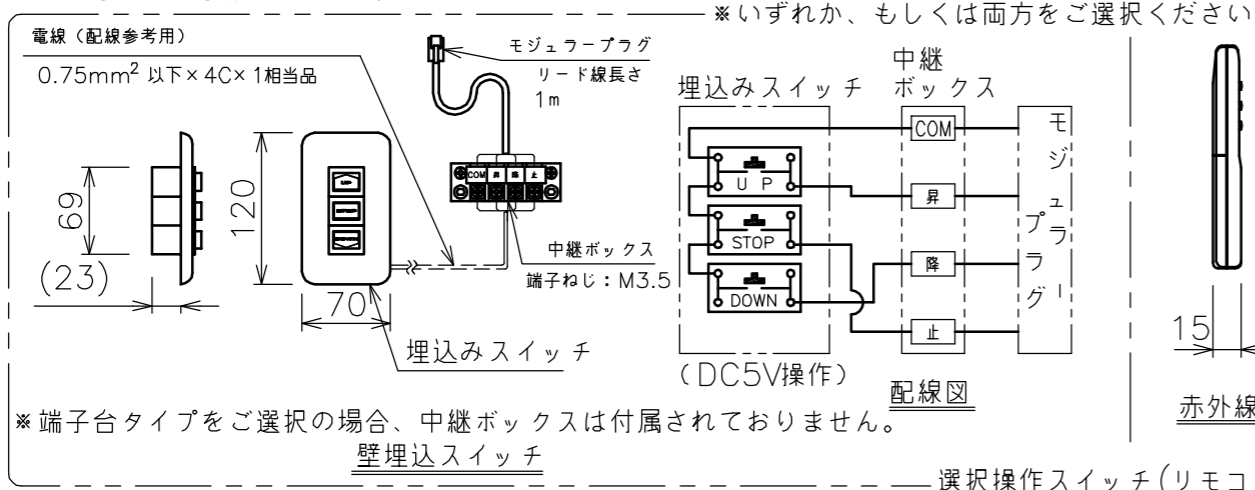 ※いずれか、もしくは両方をご選択ください
電線（配線参考用）
0.75mm² 以下×4C×1相当品
モジュラープラグ
リード線長さ
1m
COM 昇 降 止
中継ボックス
端子ねじ：M3.5
69
(23)
120
70
UP
埋込みスイッチ
埋込みスイッチ
中継
ボックス
COM
UP
昇
STOP
降
DOWN
止
モジュラープラグ
(DC5V操作)
配線図
15
赤外線
※端子台タイプをご選択の場合、中継ボックスは付属されておりません。
壁埋込スイッチ
選択操作スイッチ(リモコ